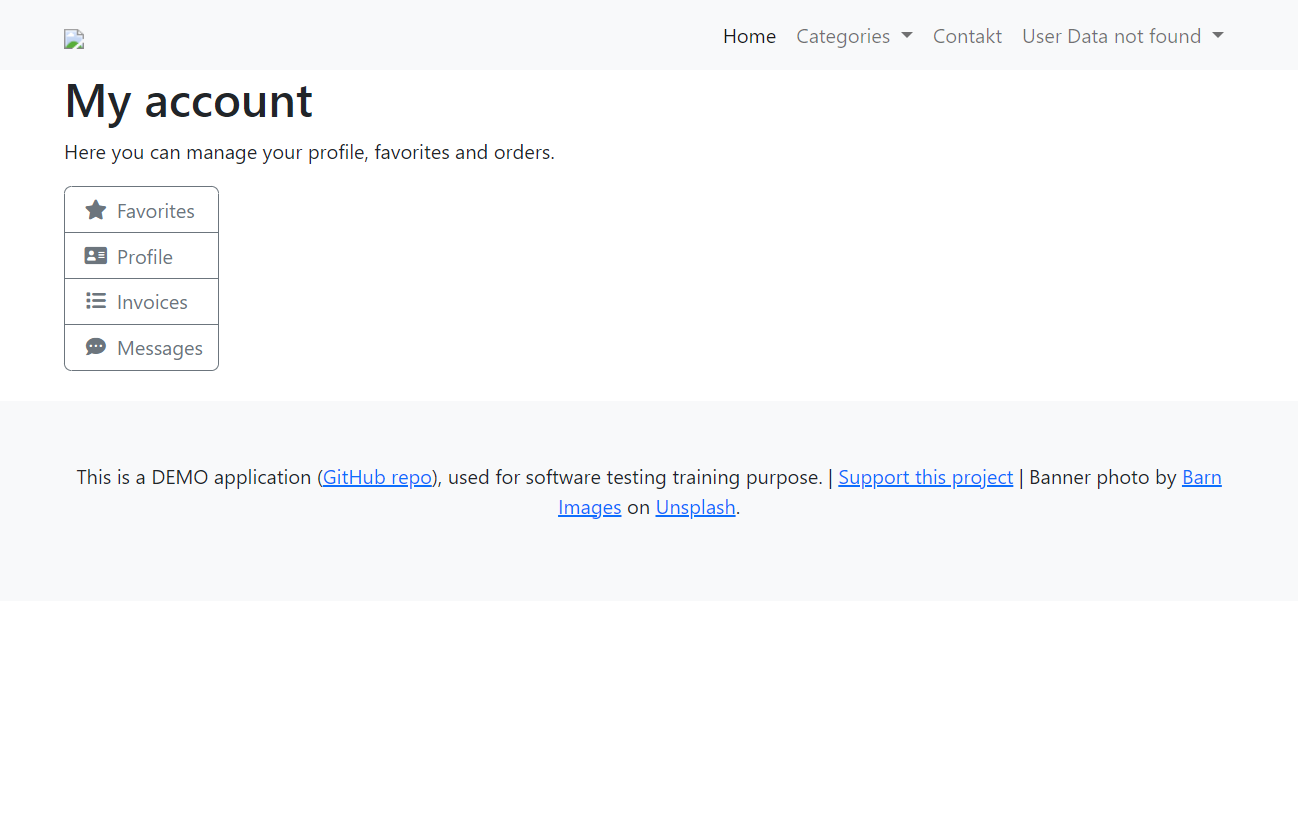 Home Categories Contakt User Data not found
My account
Here you can manage your profile, favorites and orders.
Favorites
Profile
Invoices
Messages
This is a DEMO application (GitHub repo), used for software testing training purpose. | Support this project | Banner photo by Barn
Images on Unsplash.